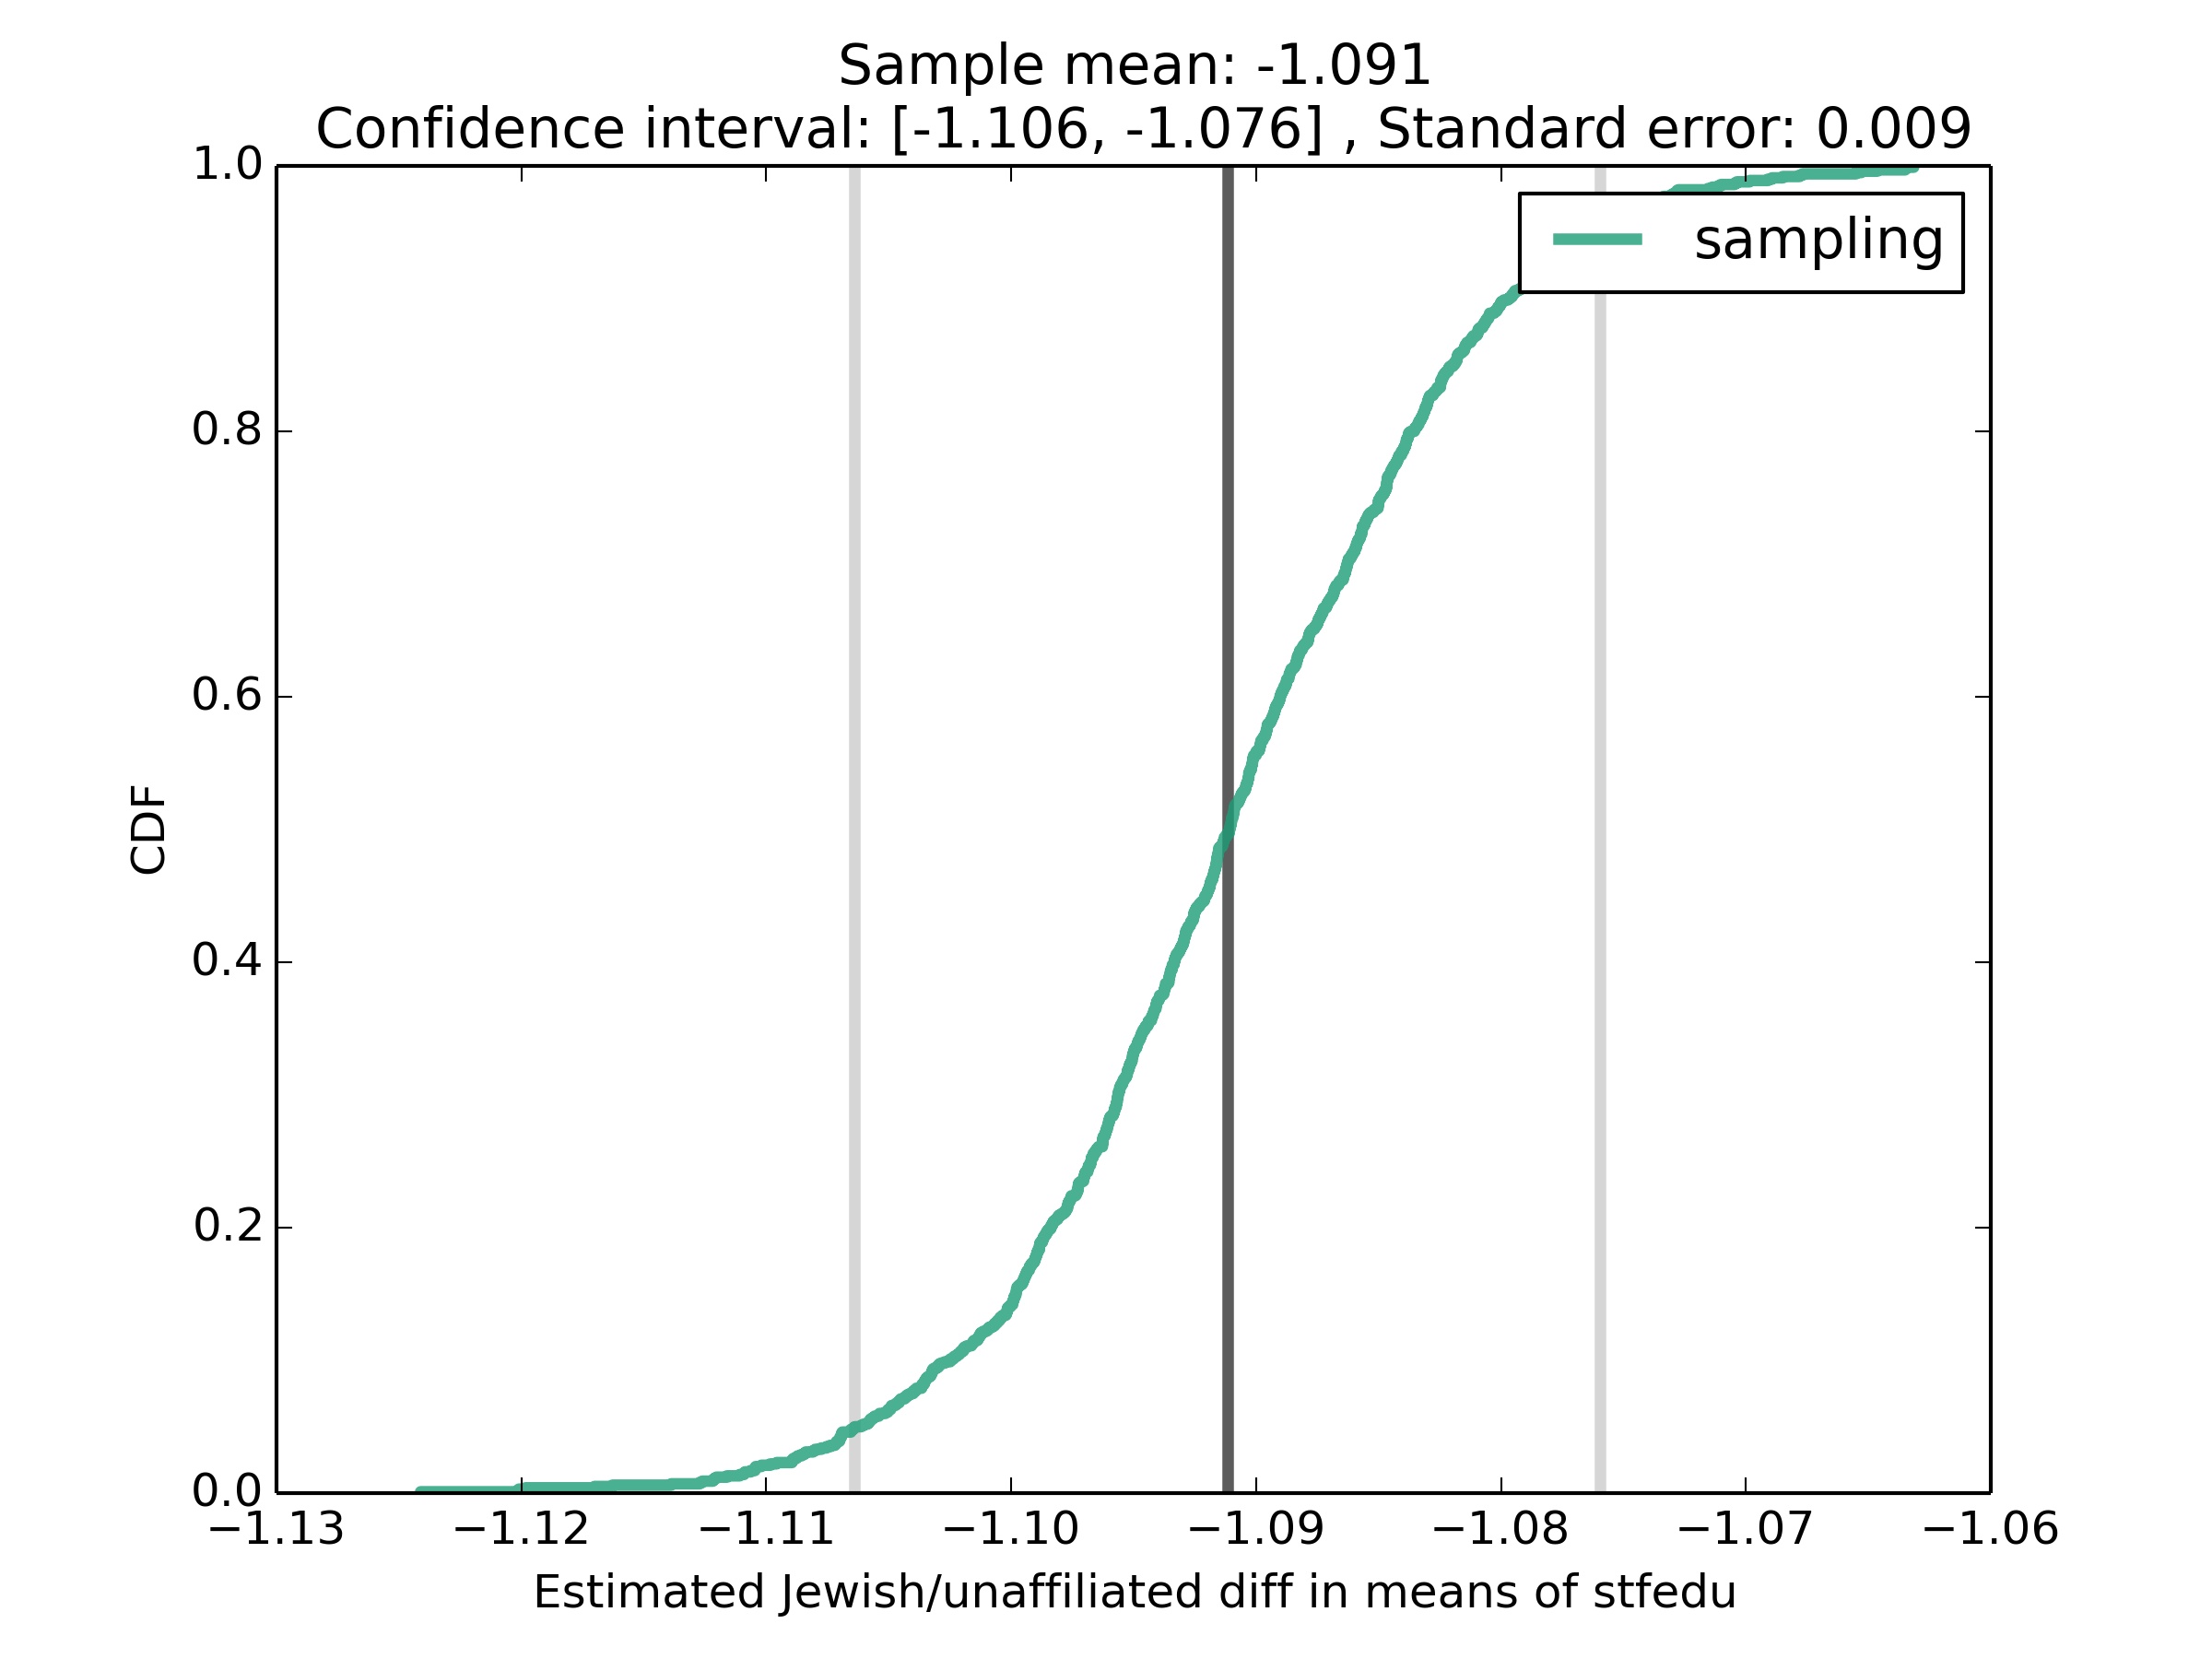 Sample mean: -1.091
Confidence interval: [-1.106, -1.076] , Standard error: 0.009
1.0
sampling
0.8
0.6
CDF
0.4
0.2
0.0
−1.13 −1.12 −1.11 −1.10 −1.09 −1.08 −1.07 −1.06
Estimated Jewish/unaffiliated diff in means of stfedu